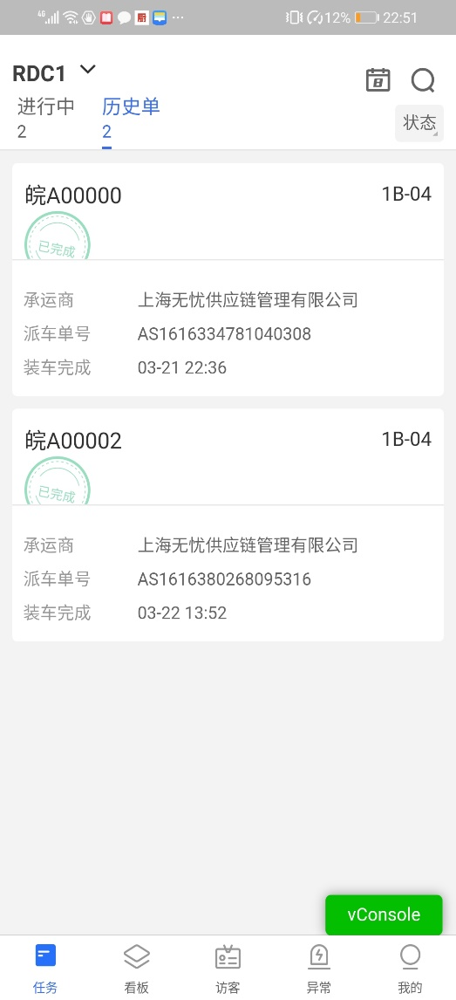 4G
12%
22:51
RDC1
进行中
历史单
2
2
状态
皖A00000
1B-04
已完成
承运商
上海无忧供应链管理有限公司
派车单号
AS1616334781040308
装车完成
03-21 22:36
皖A00002
1B-04
已完成
承运商
上海无忧供应链管理有限公司
派车单号
AS1616380268095316
装车完成
03-22 13:52
vConsole
任务
看板
访客
异常
我的